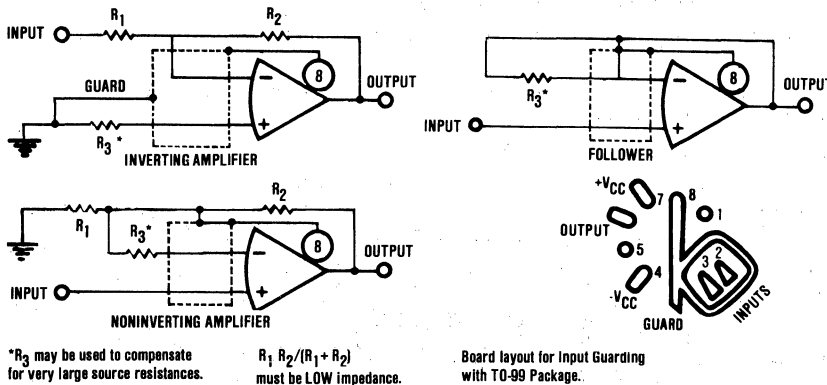 R1
R2
INPUT
8
OUTPUT
GUARD
R3*
INVERTING AMPLIFIER
R3*
8
OUTPUT
INPUT
FOLLOWER
R2
R1
R3*
8
OUTPUT
INPUT
NONINVERTING AMPLIFIER
+VCC
7
8
1
OUTPUT
5
3
2
4
-VCC
INPUTS
GUARD
*R3 may be used to compensate
for very large source resistances.
R1 R2/(R1 + R2)
must be LOW impedance.
Board layout for Input Guarding
with TO-99 Package.